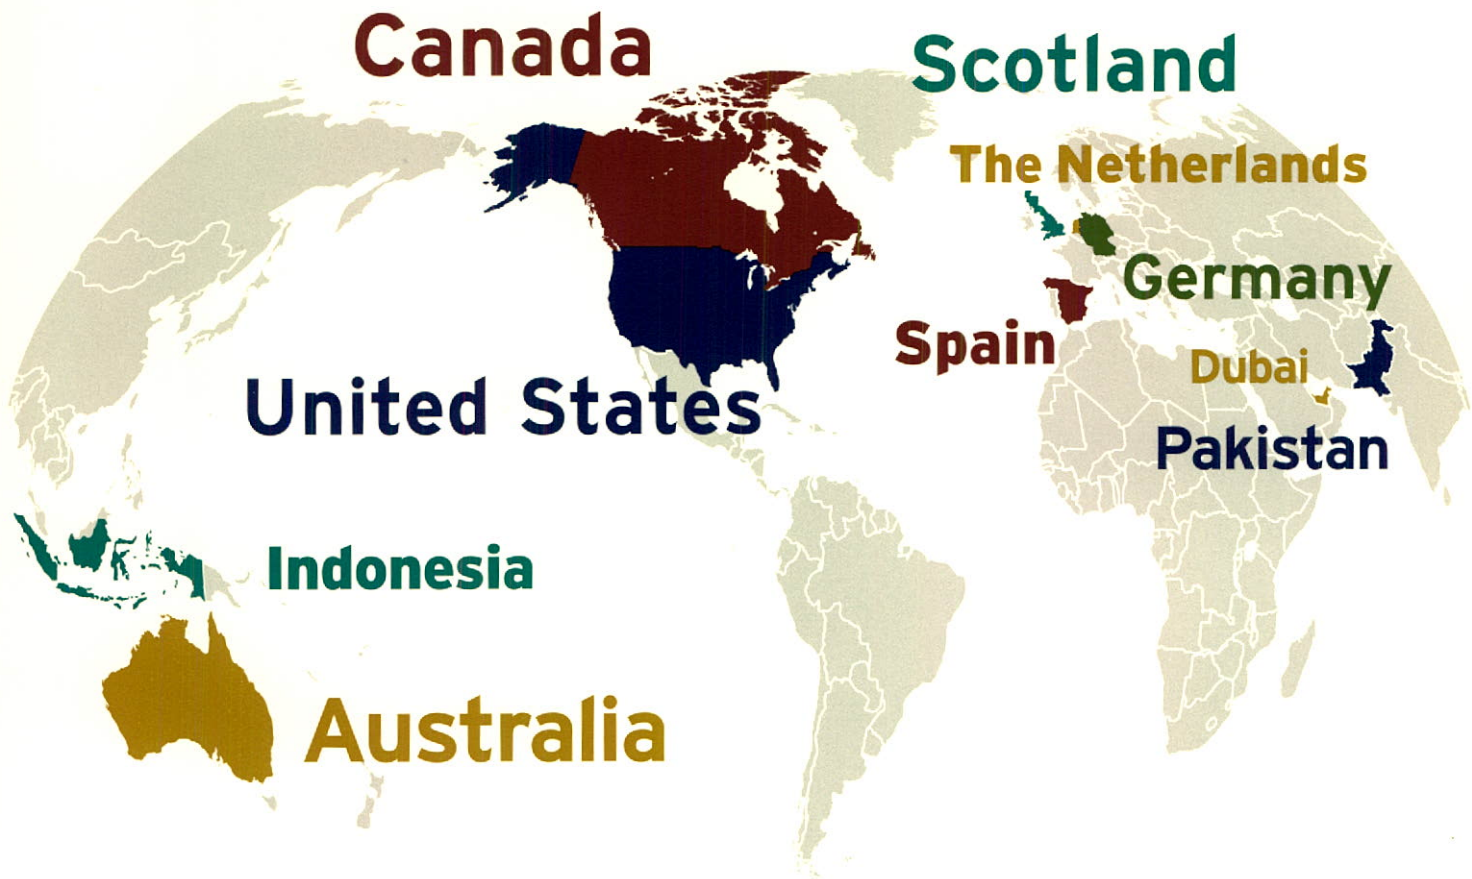 Canada
Scotland
The Netherlands
Germany
Spain
Dubai
United States
Pakistan
Indonesia
Australia